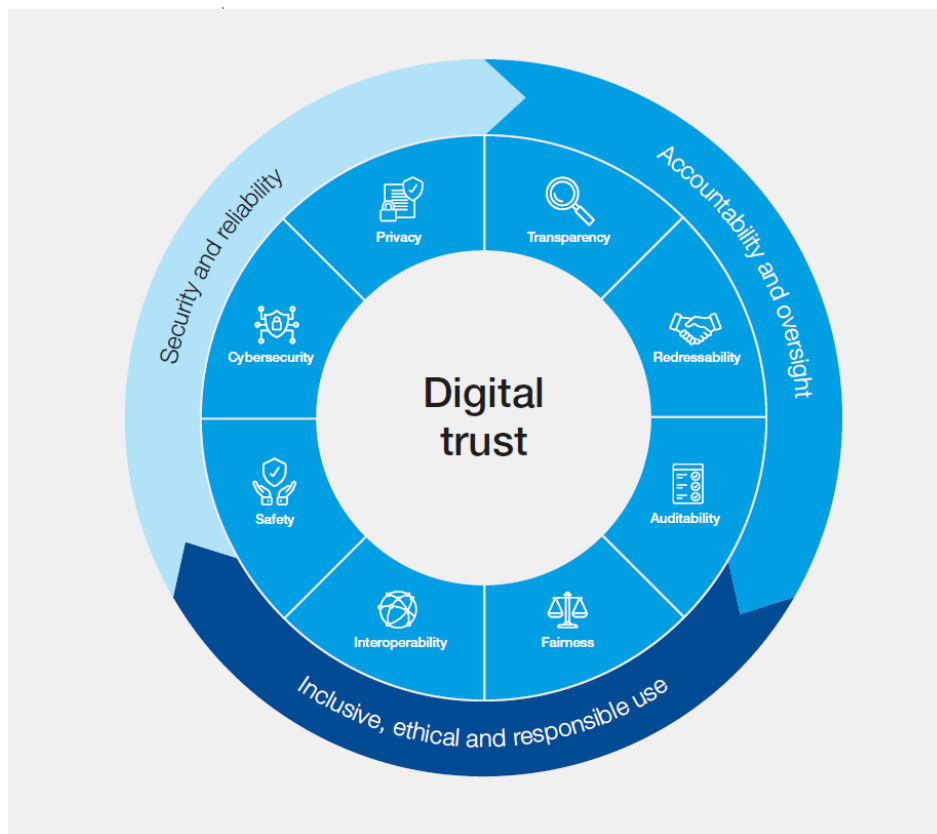 Digital
trust
Security and reliability
Accountability and oversight
Inclusive, ethical and responsible use
Privacy
Transparency
Cybersecurity
Redressability
Safety
Auditability
Interoperability
Fairness